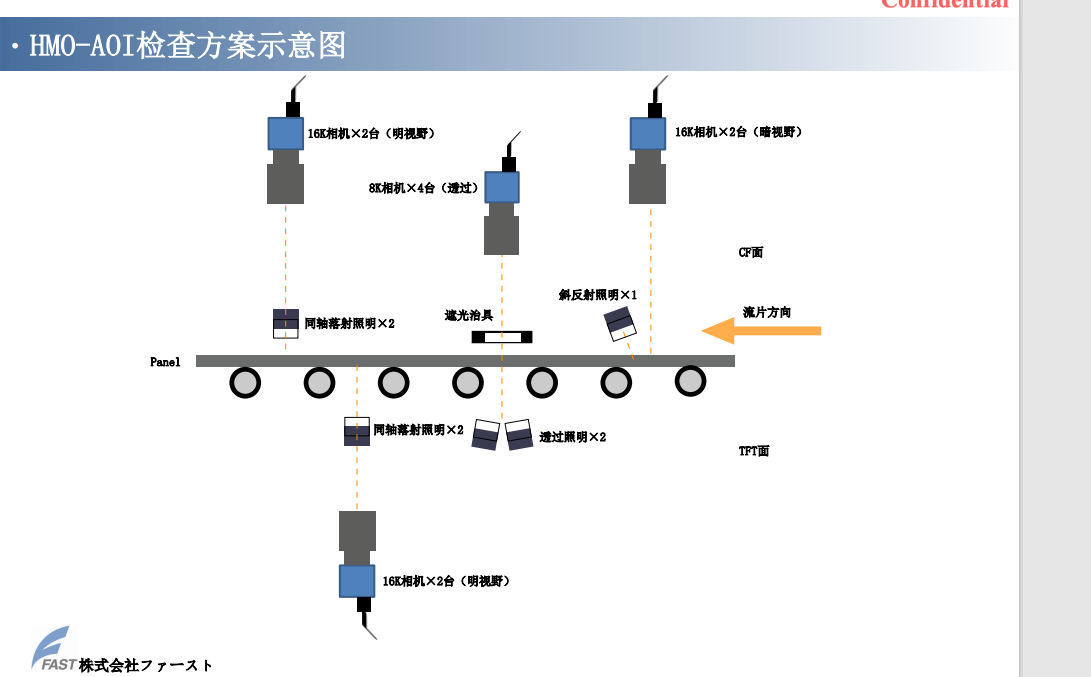 Confidential
·HMO-AOI检查方案示意图
16K相机×2台（明视野）
16K相机×2台（暗视野）
8K相机×4台（透过）
CF面
斜反射照明×1
同轴落射照明×2
遮光治具
流片方向
Panel
同轴落射照明×2
透过照明×2
TFT面
16K相机×2台（明视野）
FAST 株式会社ファースト